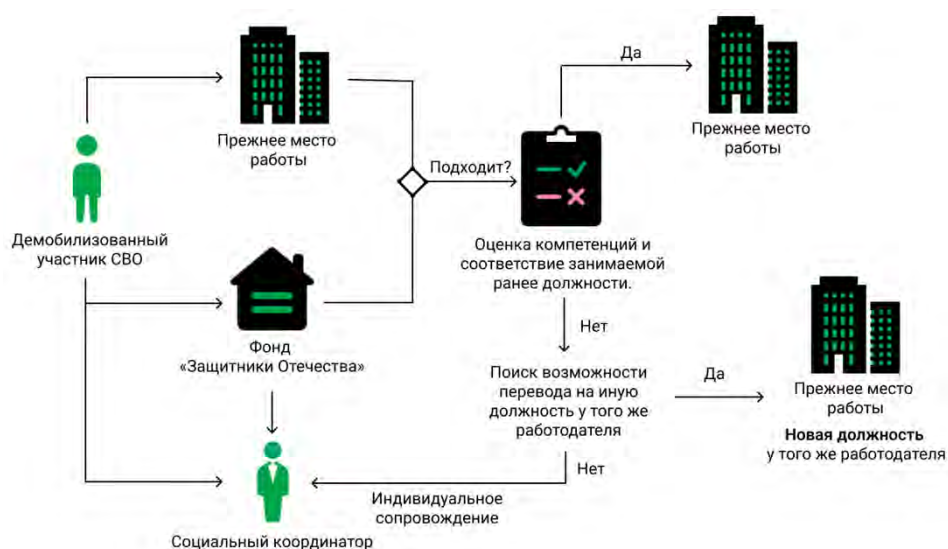 Да
Прежнее место
работы
Прежнее место
работы
Подходит?
Демобилизованный
участник СВО
Оценка компетенций и
соответствие занимаемой
ранее должности.
Фонд
«Защитники Отечества»
Нет
Поиск возможности
перевода на иную
должность у того же
работодателя
Да
Прежнее место
работы
Новая должность
у того же работодателя
Нет
Индивидуальное
сопровождение
Социальный координатор